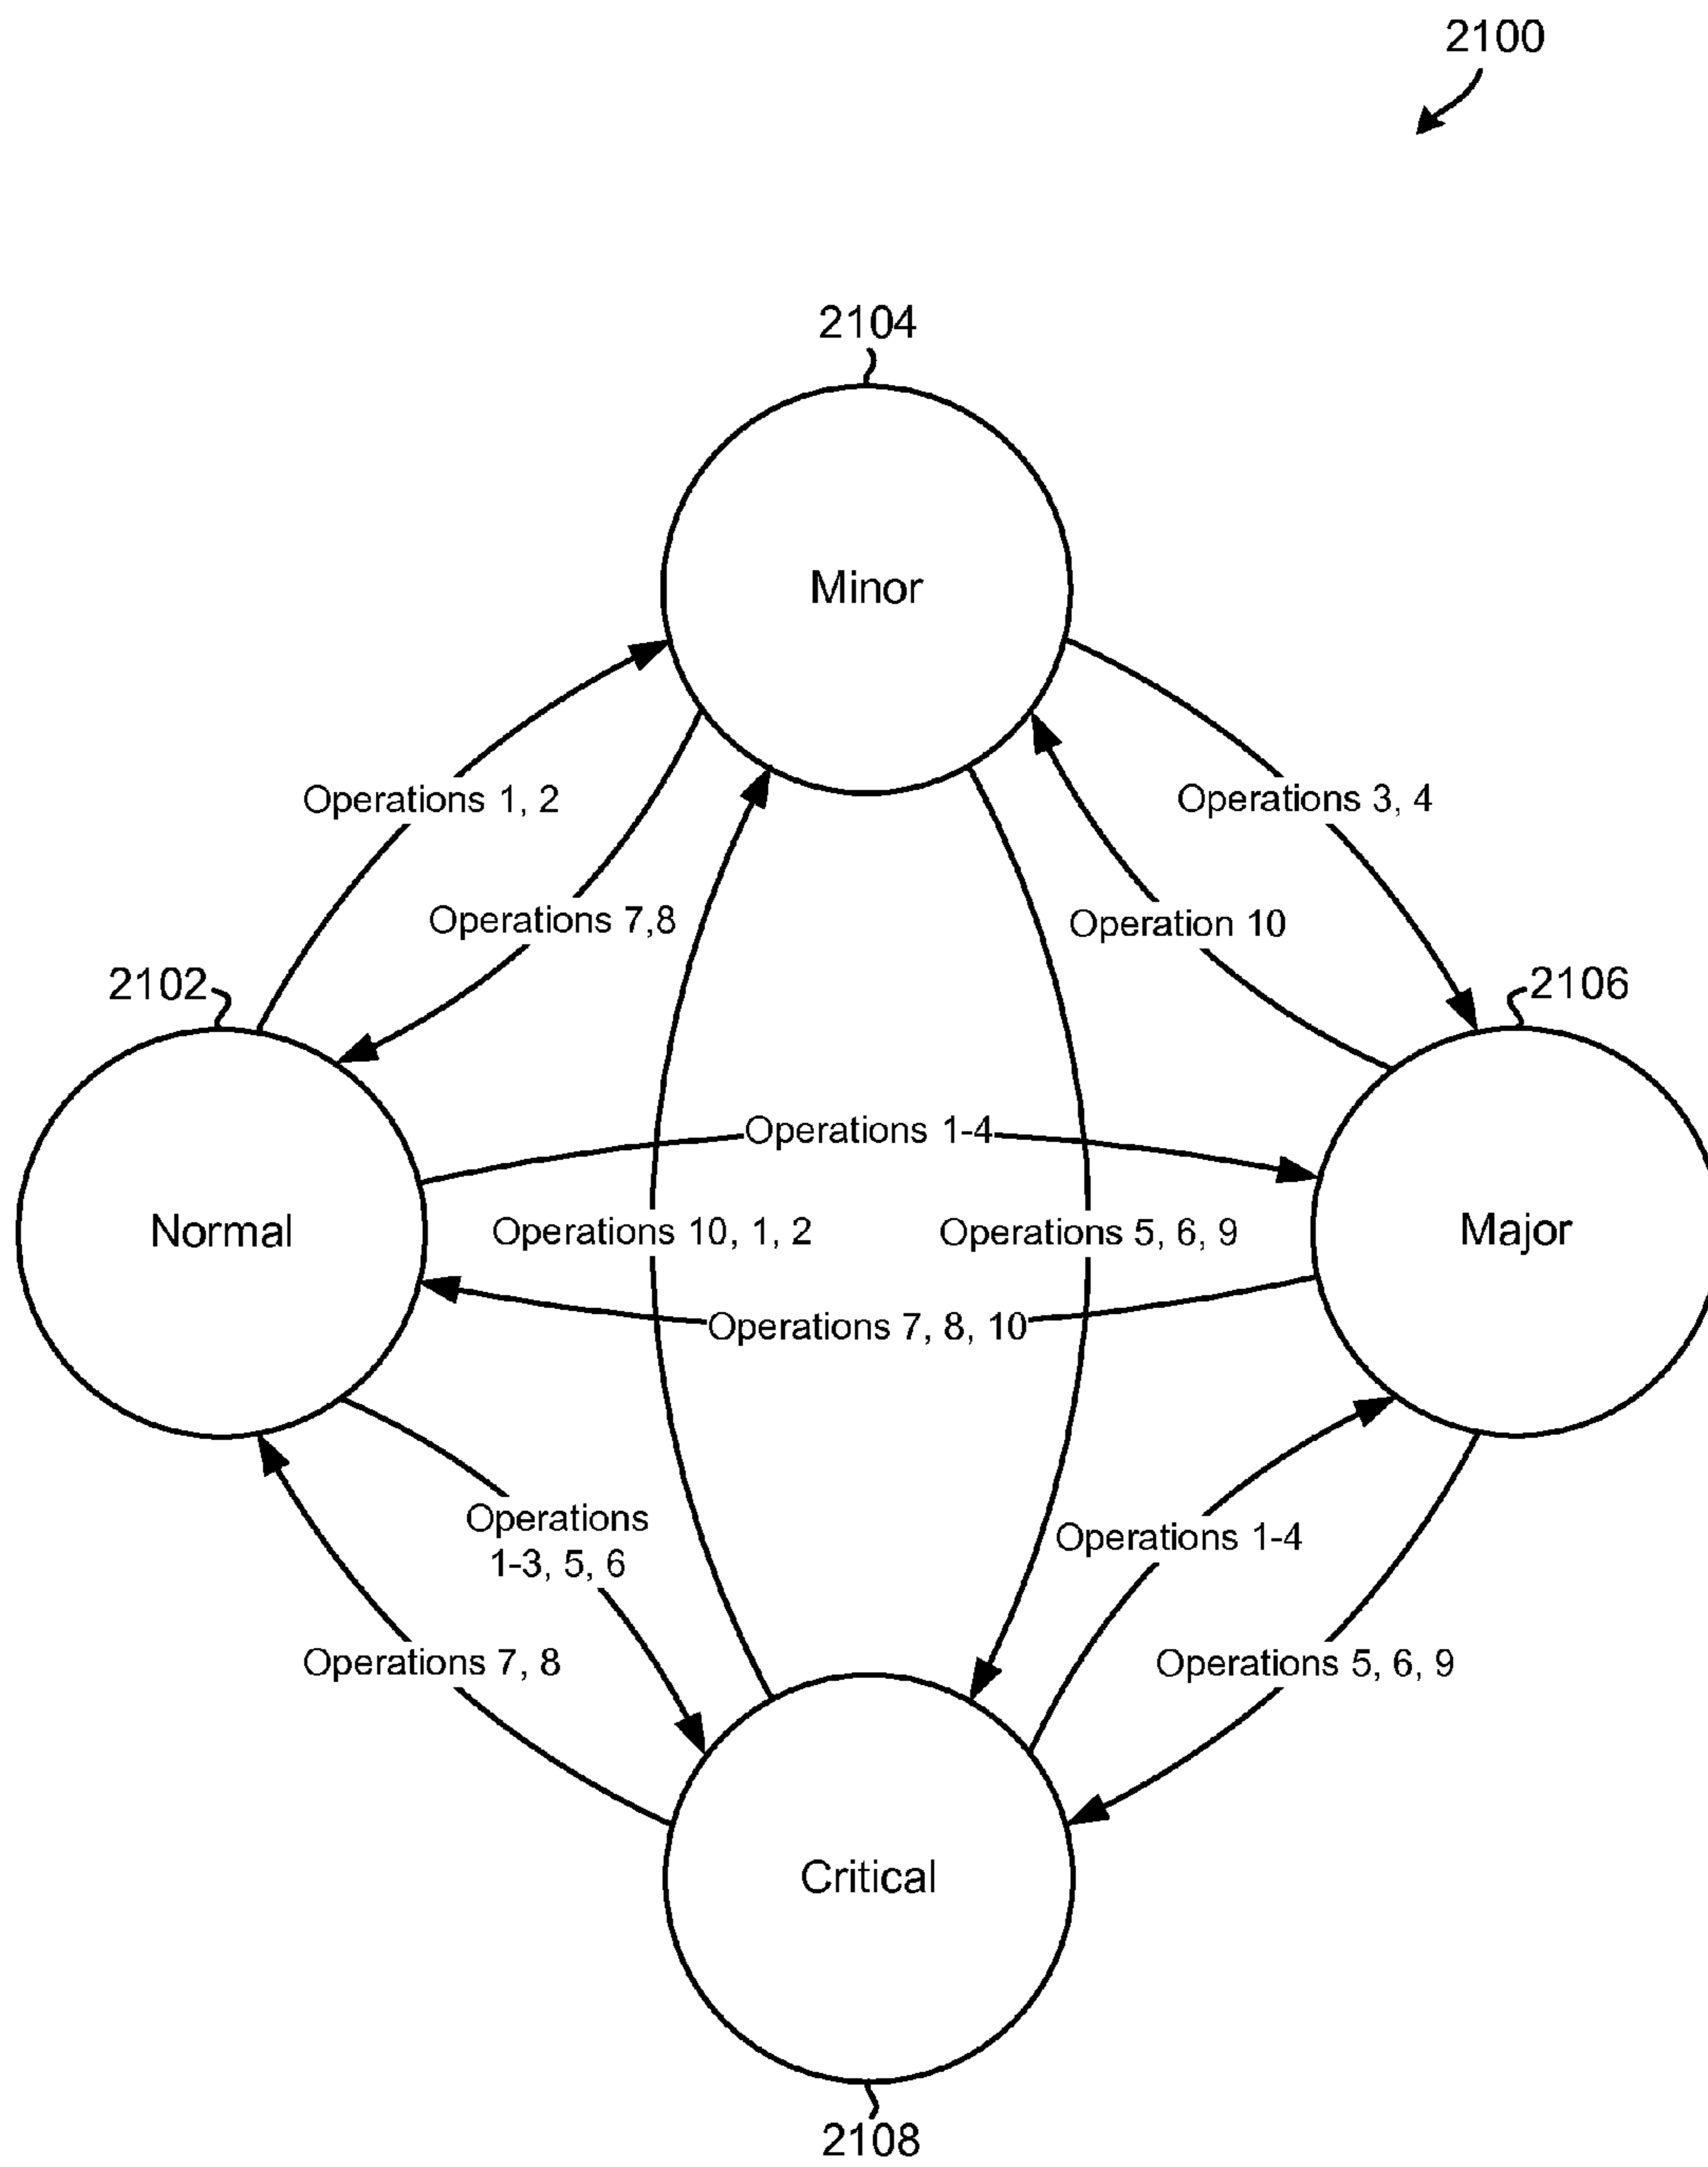 2100
2104
Minor
Operations 1, 2
Operations 3, 4
Operations 7,8
Operation 10
2102
2106
Operations 1-4
Normal
Operations 10, 1, 2
Operations 5, 6, 9
Major
Operations 7, 8, 10
Operations
1-3, 5, 6
Operations 1-4
Operations 7, 8
Operations 5, 6, 9
Critical
2108